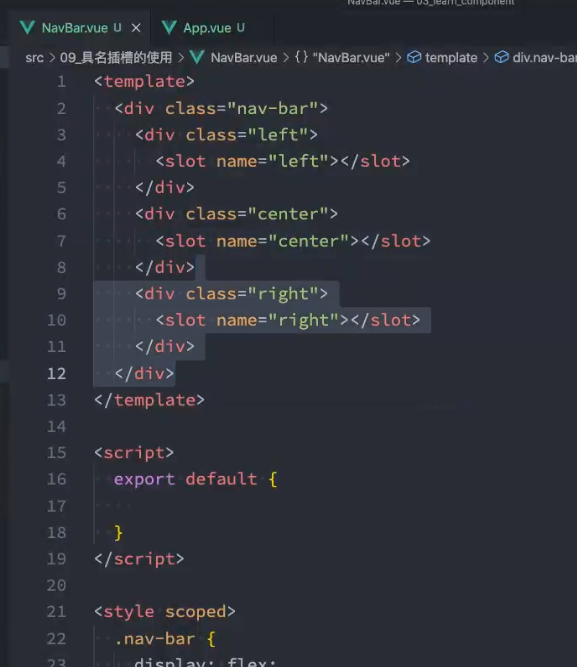 NavBar.vue — 03_learn_component
NavBar.vue U × App.vue U
src > 09_具名插槽的使用 > NavBar.vue > {} "NavBar.vue" > template > div.nav-bar
1 <template>
2 <div class="nav-bar">
3 <div class="left">
4 <slot name="left"></slot>
5 </div>
6 <div class="center">
7 <slot name="center"></slot>
8 </div>
9 <div class="right">
10 <slot name="right"></slot>
11 </div>
12 </div>
13 </template>
14
15 <script>
16 export default {
17
18 }
19 </script>
20
21 <style scoped>
22 .nav-bar {
23 display: flex;